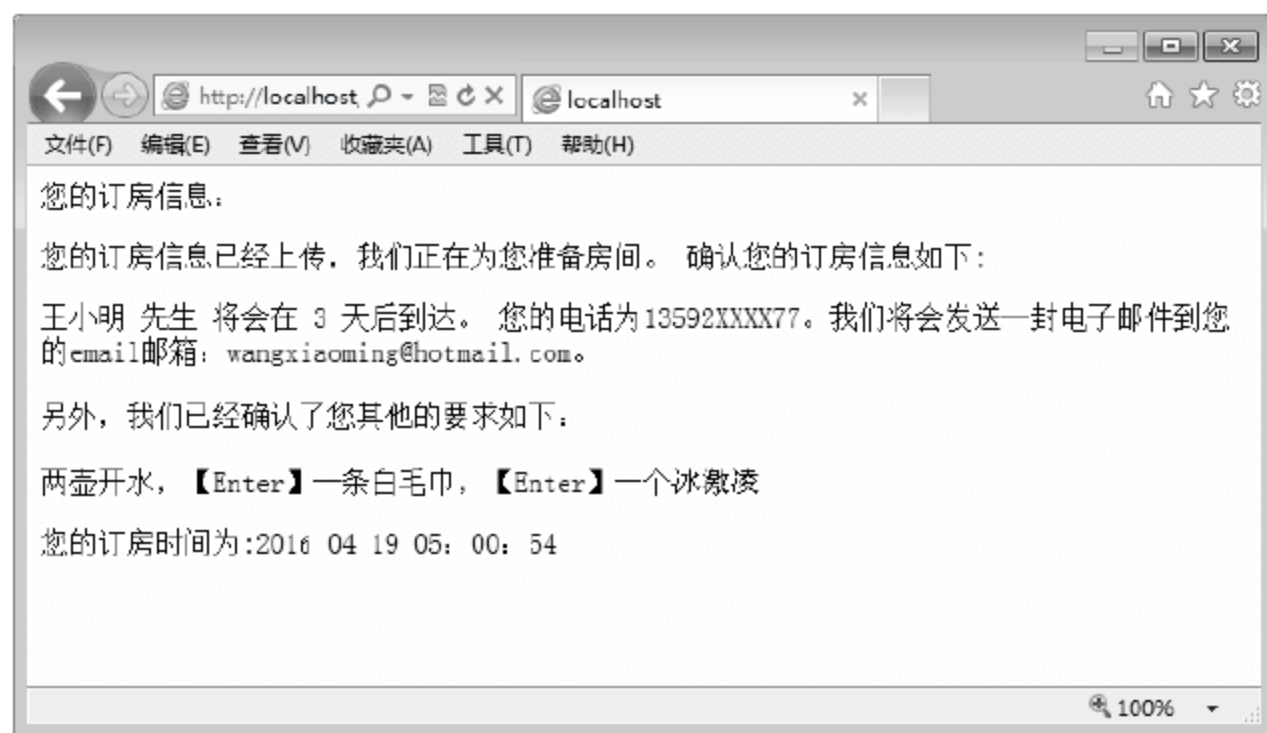 http://localhost
localhost
文件(F) 编辑(E) 查看(V) 收藏夹(A) 工具(T) 帮助(H)
您的订房信息：
您的订房信息已经上传，我们正在为您准备房间。 确认您的订房信息如下:
王小明 先生 将会在 3 天后到达。 您的电话为13592XXXX77。我们将会发送一封电子邮件到您
的email邮箱：wangxiaoming@hotmail.com。
另外，我们已经确认了您其他的要求如下：
两壶开水，【Enter】一条白毛巾，【Enter】一个冰激凌
您的订房时间为:2016 04 19 05：00：54
100%